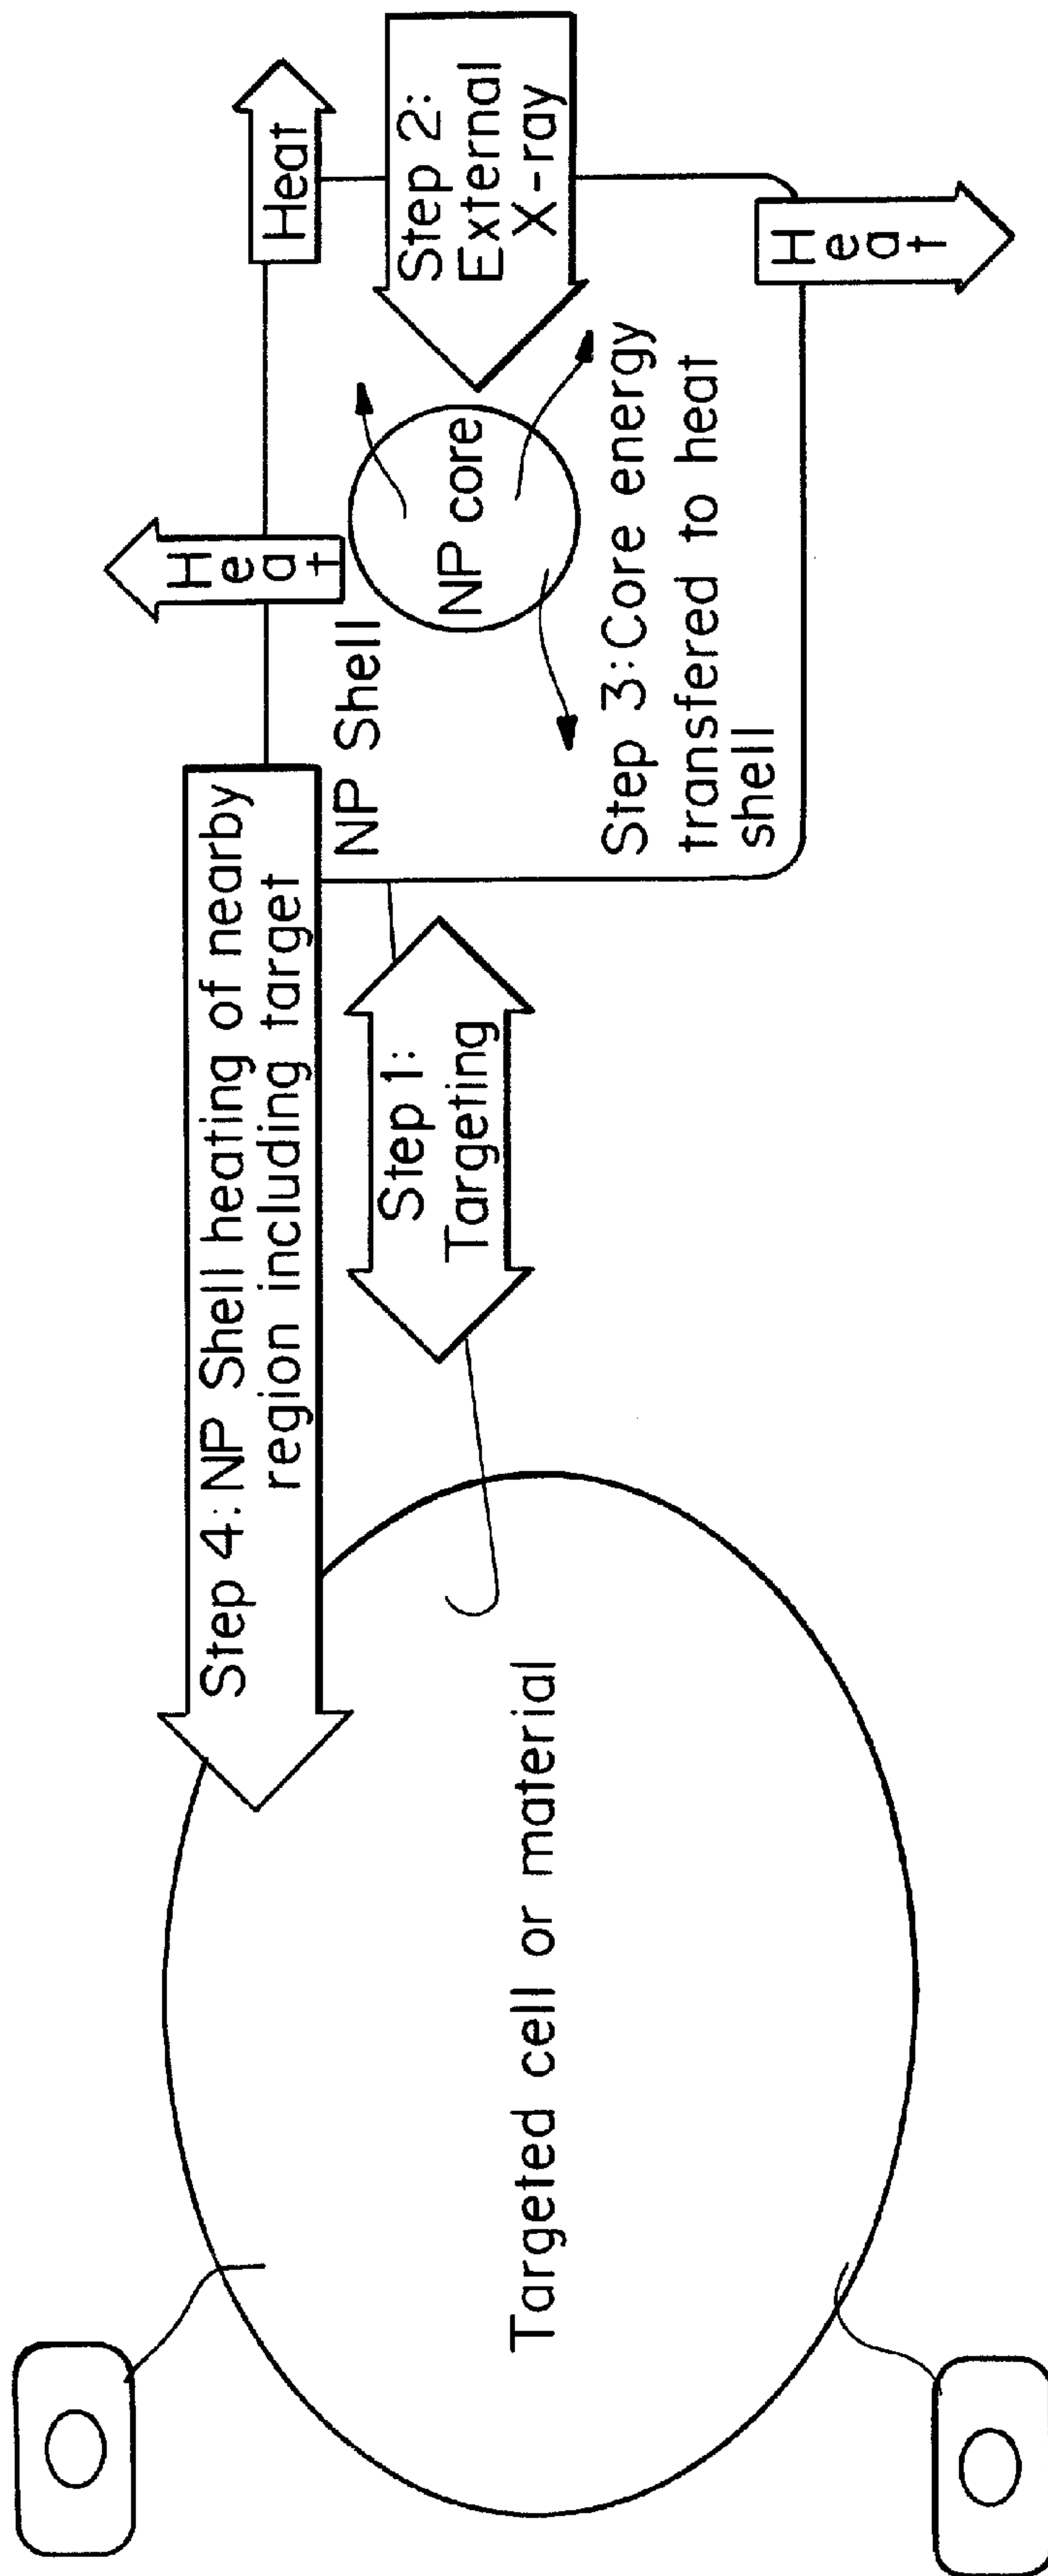 Step 4:NP Shell heating of nearby
region including target
Heat
Heat
NP Shell
Step 1:
Targeting
NP core
Step 2:
External
X-ray
Step 3:Core energy
transfered to heat
shell
Heat
Targeted cell or material